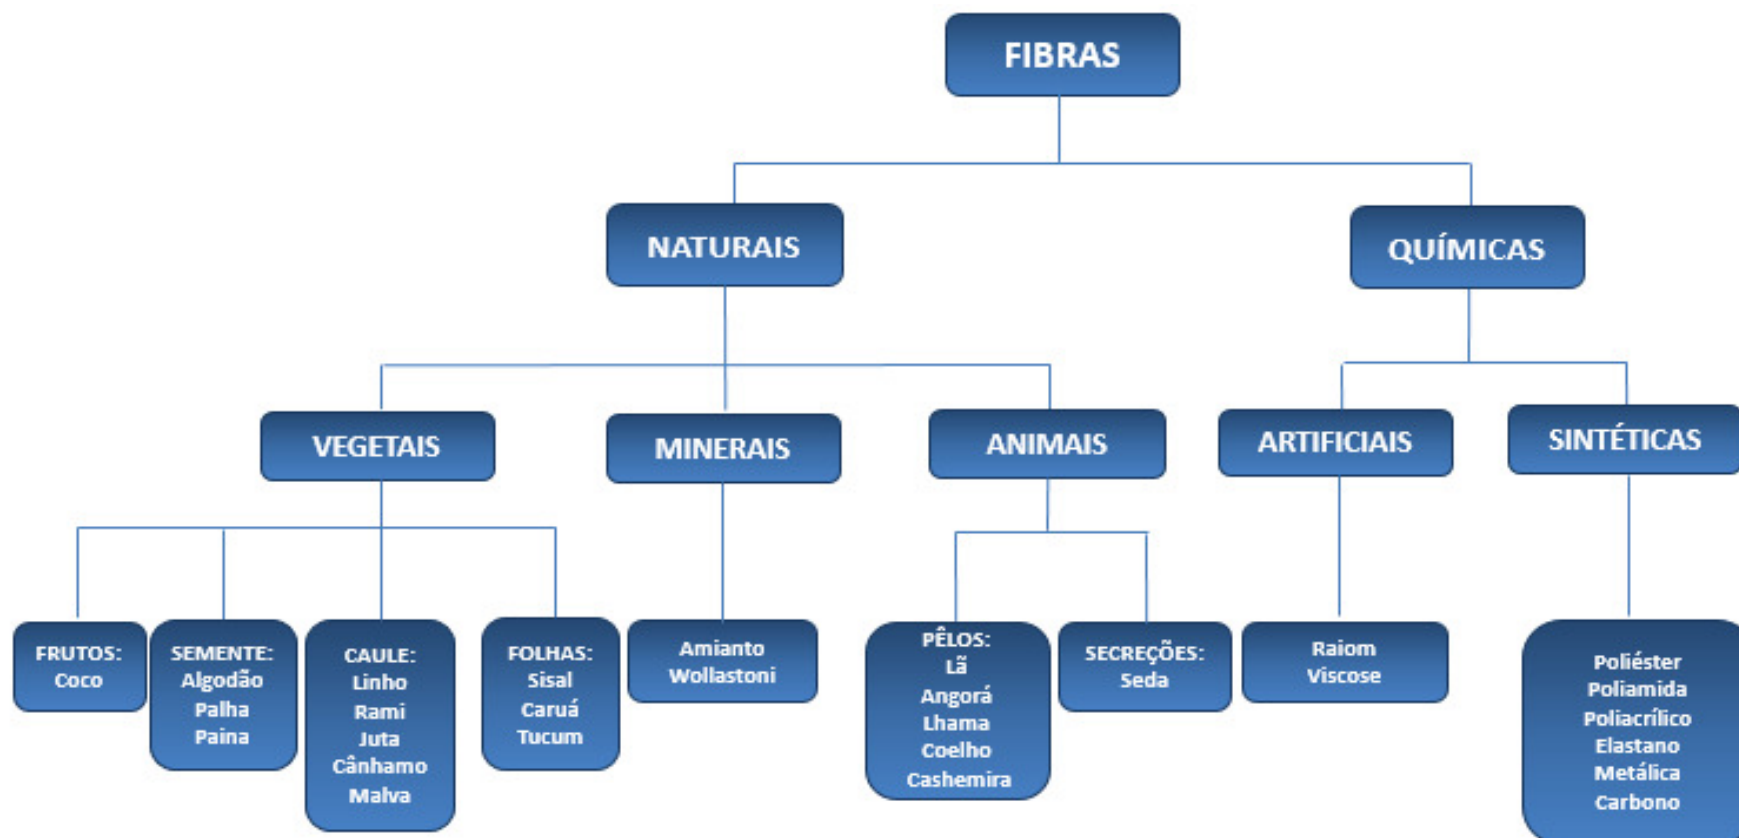 FIBRAS
NATURAIS
QUÍMICAS
VEGETAIS
MINERAIS
ANIMAIS
ARTIFICIAIS
SINTÉTICAS
FRUTOS:
Coco
SEMENTE:
Algodão
Palha
Paina
CAULE:
Linho
Rami
Juta
Cânhamo
Malva
FOLHAS:
Sisal
Caruá
Tucum
Amianto
Wollastoni
PÊLOS:
Lã
Angorá
Lhama
Coelho
Cashemira
SECREÇÕES:
Seda
Raiom
Viscose
Poliéster
Poliamida
Poliacrílico
Elastano
Metálica
Carbono